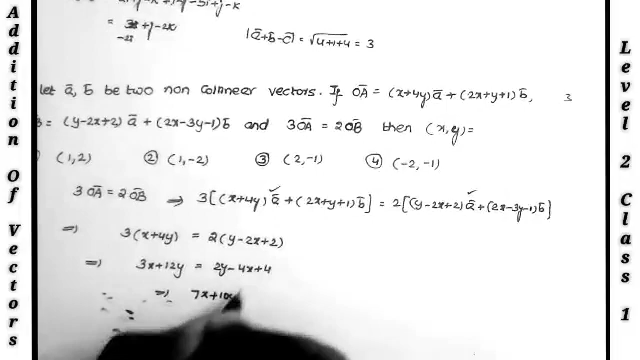 Addition Of Vectors
Level 2 Class 1
= 3i + j - 2k
-2i
|a̅+b̅-c̅| = √4+1+4 = 3
let a̅, b̅ be two non collinear vectors. If OA̅ = (x+4y)a̅ + (2x+y+1)b̅, 3
= (y-2x+2)a̅ + (2x-3y-1)b̅ and 3OA̅ = 2OB̅ then (x,y)=
(1,2) ② (1,-2) ③ (2,-1) ④ (-2,-1)
3OA̅ = 2OB̅ ⇒ 3[(x+4y)a̅ + (2x+y+1)b̅] = 2[(y-2x+2)a̅ + (2x-3y-1)b̅]
⇒ 3(x+4y) = 2(y-2x+2)
⇒ 3x+12y = 2y-4x+4
⇒ 7x+10